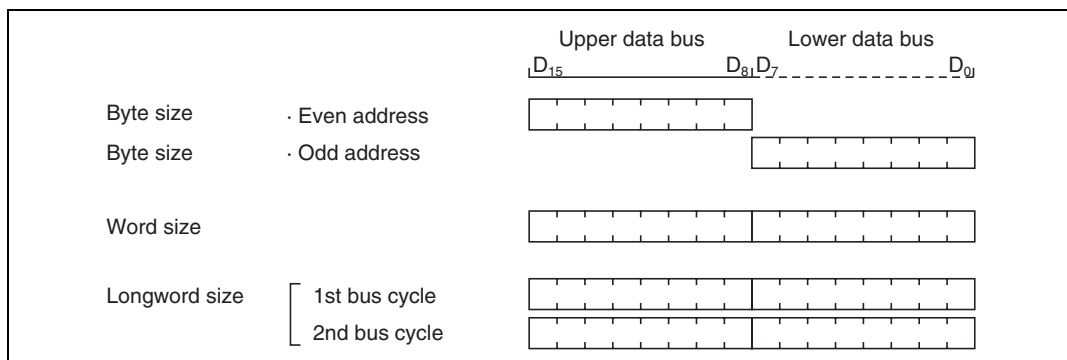 Upper data bus Lower data bus
D15 D8 D7 D0
Byte size · Even address
Byte size · Odd address
Word size
Longword size 1st bus cycle
2nd bus cycle